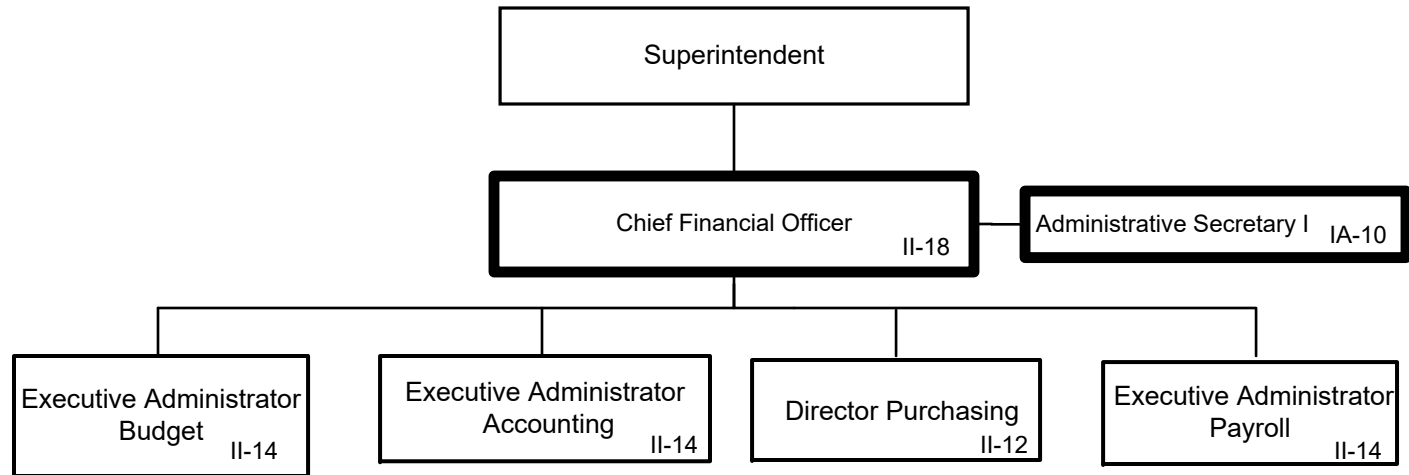 Superintendent
Chief Financial Officer
II-18
Administrative Secretary I IA-10
Executive Administrator
Budget
II-14
Executive Administrator
Accounting
II-14
Director Purchasing
II-12
Executive Administrator
Payroll
II-14